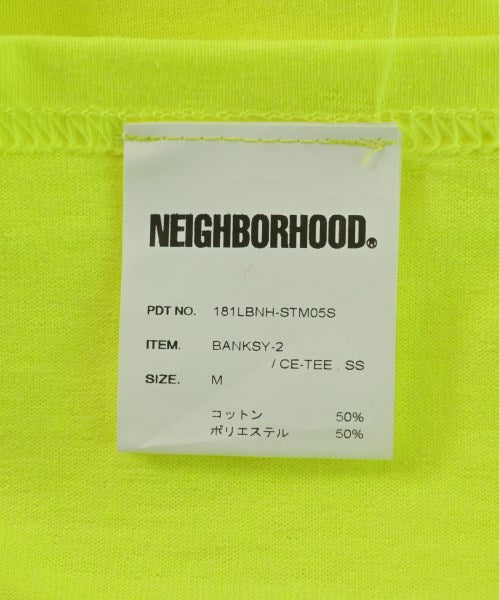 NEIGHBORHOOD®
PDT NO. 181LBNH-STM05S
ITEM. BANKSY-2
/ CE-TEE . SS
SIZE. M
コットン 50%
ポリエステル 50%